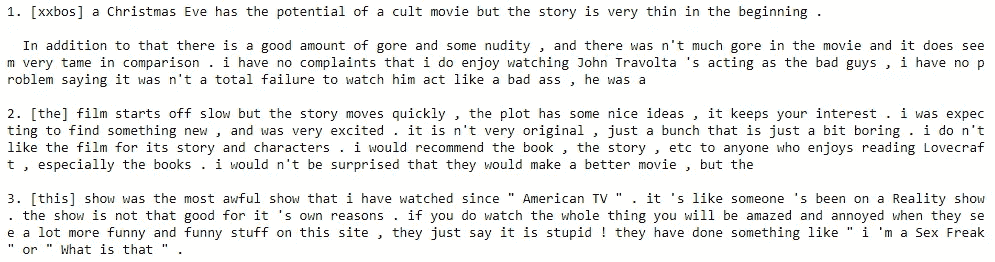 1. [xxbos] a Christmas Eve has the potential of a cult movie but the story is very thin in the beginning .
In addition to that there is a good amount of gore and some nudity , and there was n't much gore in the movie and it does see
m very tame in comparison . i have no complaints that i do enjoy watching John Travolta 's acting as the bad guys , i have no p
roblem saying it was n't a total failure to watch him act like a bad ass , he was a
2. [the] film starts off slow but the story moves quickly , the plot has some nice ideas , it keeps your interest . i was expec
ting to find something new , and was very excited . it is n't very original , just a bunch that is just a bit boring . i do n't
like the film for its story and characters . i would recommend the book , the story , etc to anyone who enjoys reading Lovecraf
t , especially the books . i would n't be surprised that they would make a better movie , but the
3. [this] show was the most awful show that i have watched since " American TV " . it 's like someone 's been on a Reality show
. the show is not that good for it 's own reasons . if you do watch the whole thing you will be amazed and annoyed when they se
e a lot more funny and funny stuff on this site , they just say it is stupid ! they have done something like " i 'm a Sex Freak
" or " What is that " .